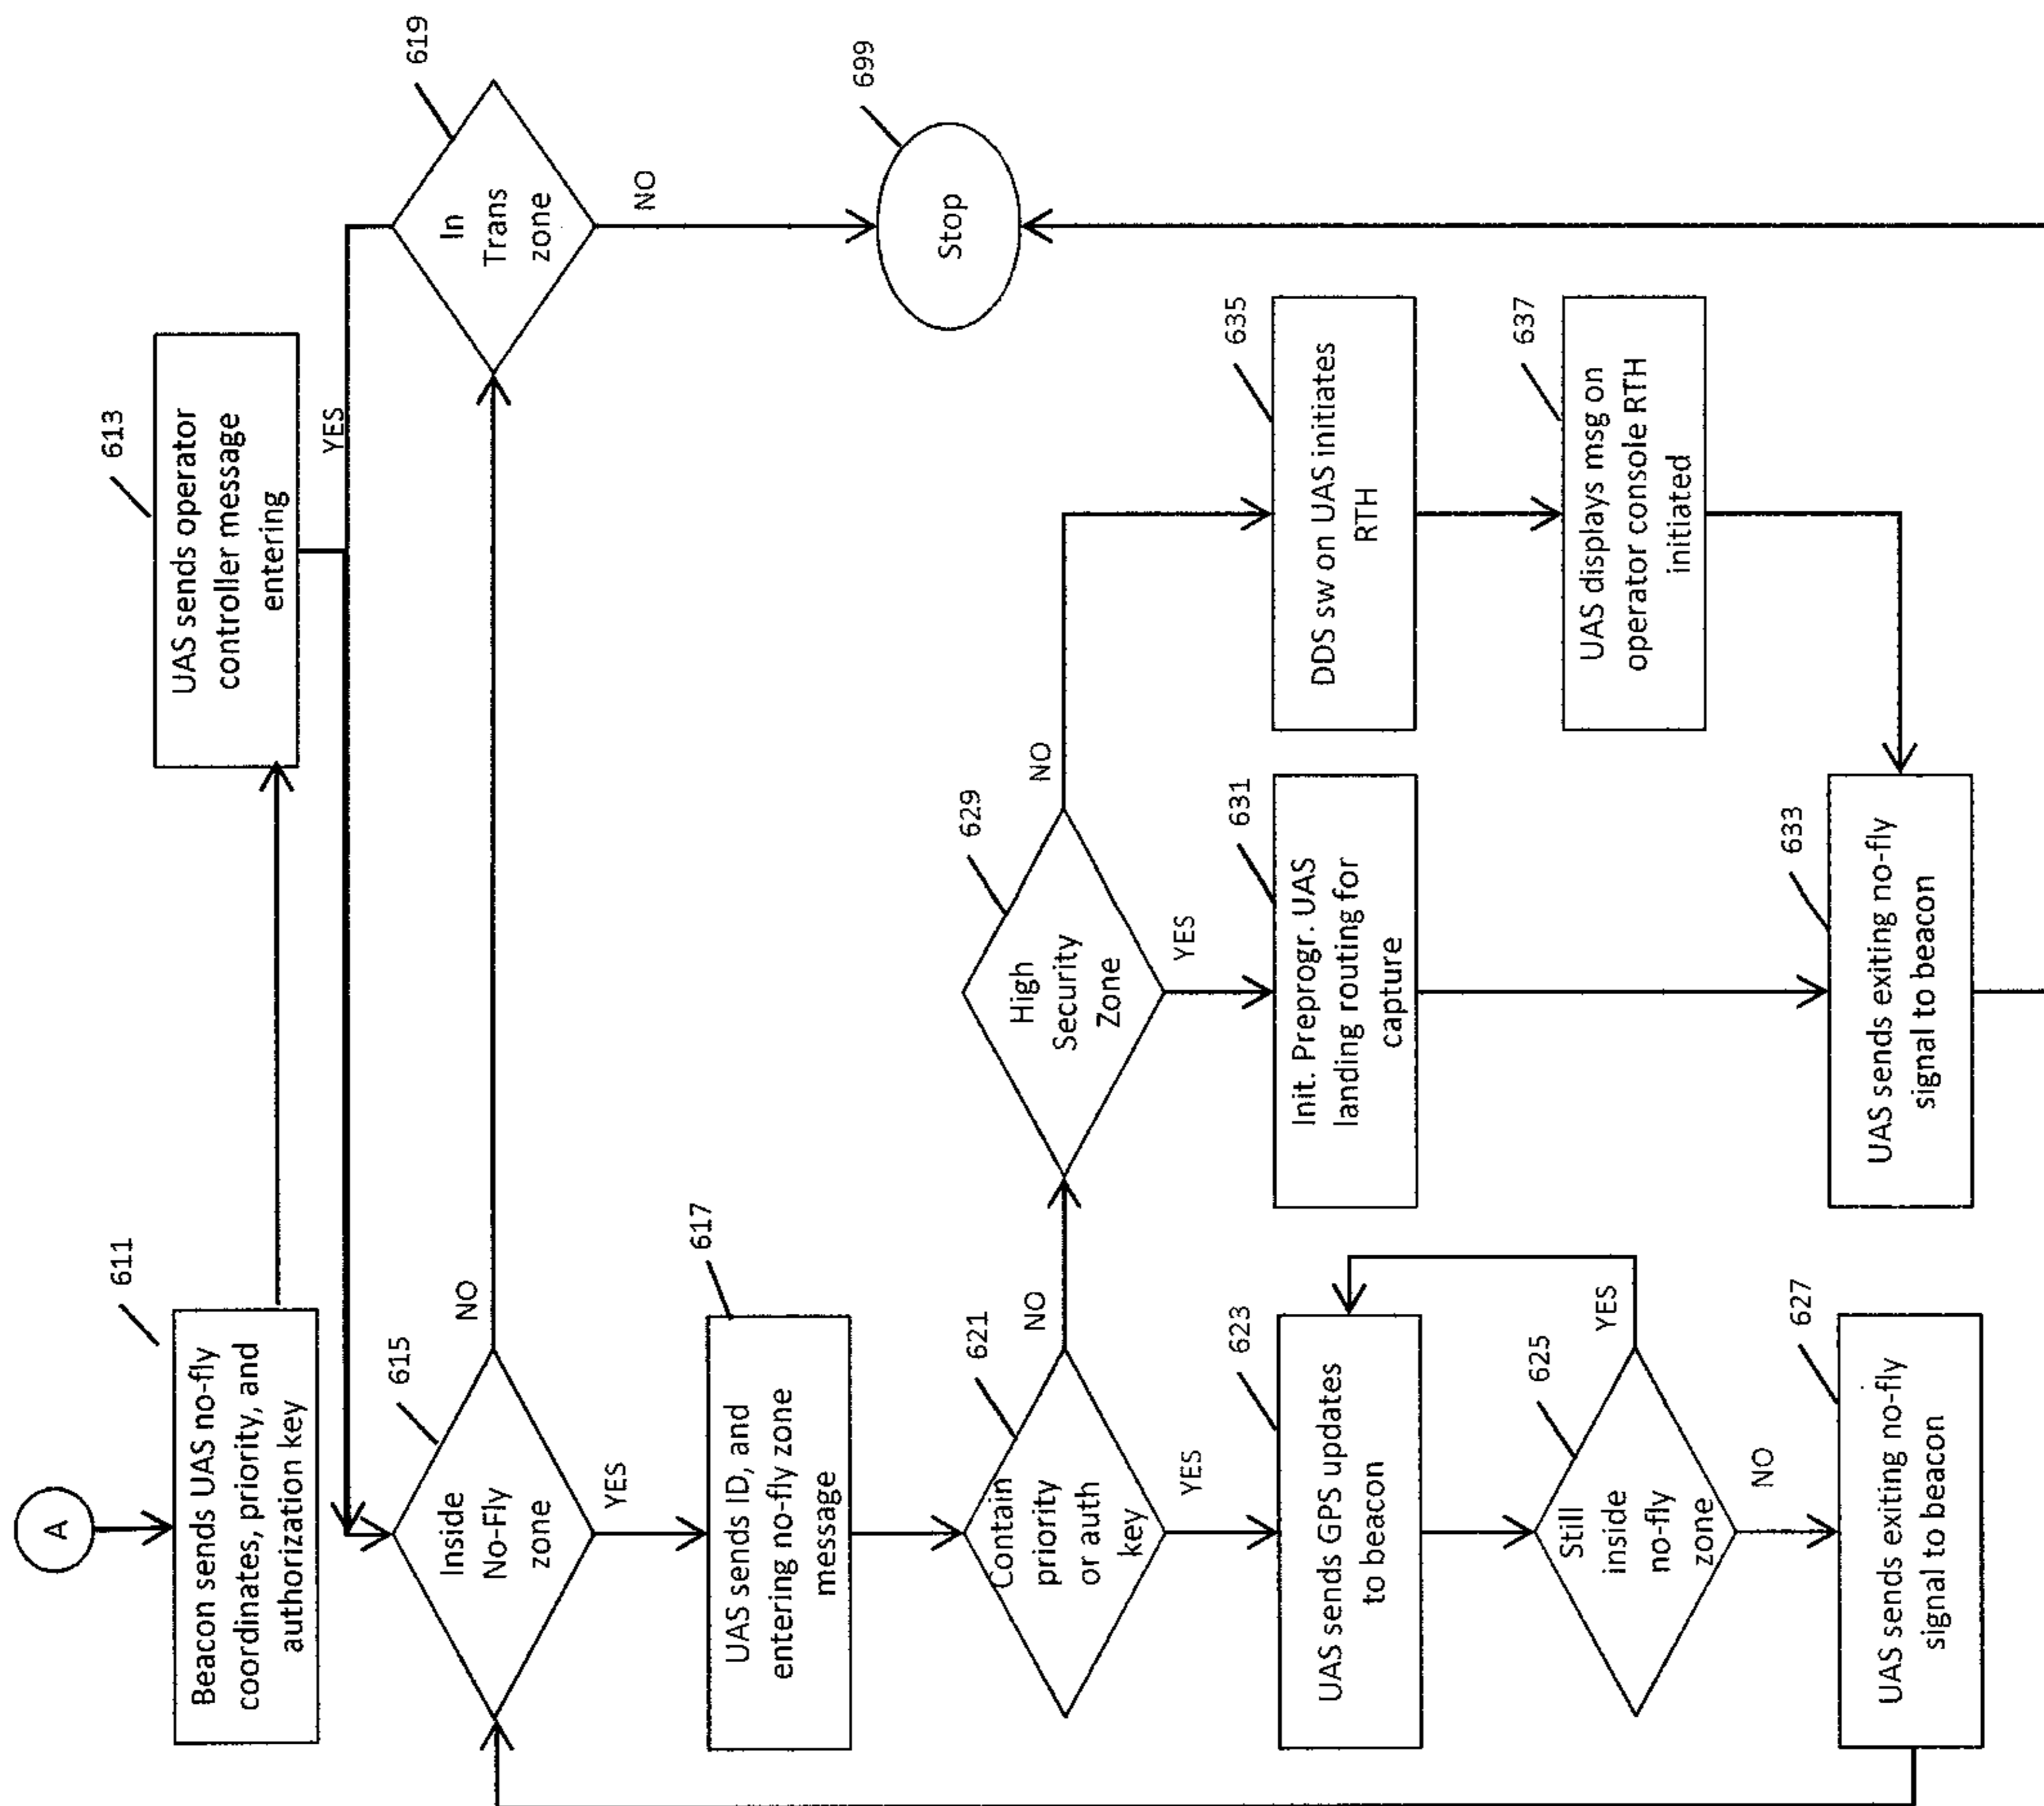 A
611
Beacon sends UAS no-fly
coordinates, priority, and
authorization key
613
UAS sends operator
controller message
entering
YES
619
In
Trans
zone
NO
699
Stop
615
Inside
No-Fly
zone
NO
YES
617
UAS sends ID, and
entering no-fly zone
message
621
Contain
priority
or auth
key
NO
YES
629
High
Security
Zone
NO
YES
623
UAS sends GPS updates
to beacon
631
Init. Preprogr. UAS
landing routing for
capture
635
DDS sw on UAS initiates
RTH
625
Still
inside
no-fly
zone
YES
NO
637
UAS displays msg on
operator console RTH
initiated
627
UAS sends exiting no-fly
signal to beacon
633
UAS sends exiting no-fly
signal to beacon